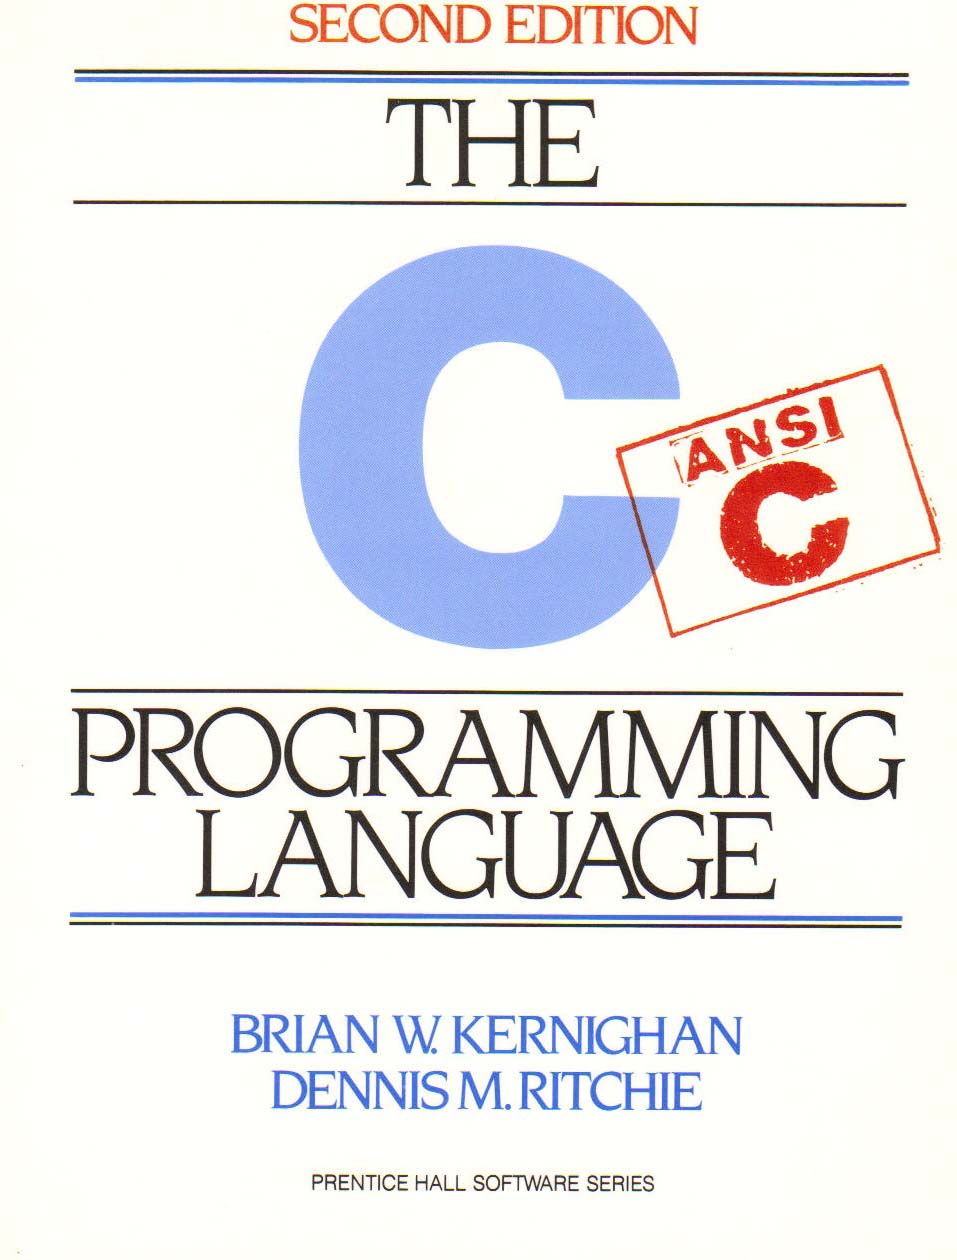 SECOND EDITION
THE
C
ANSI
C
PROGRAMMING
LANGUAGE
BRIAN W. KERNIGHAN
DENNIS M. RITCHIE
PRENTICE HALL SOFTWARE SERIES